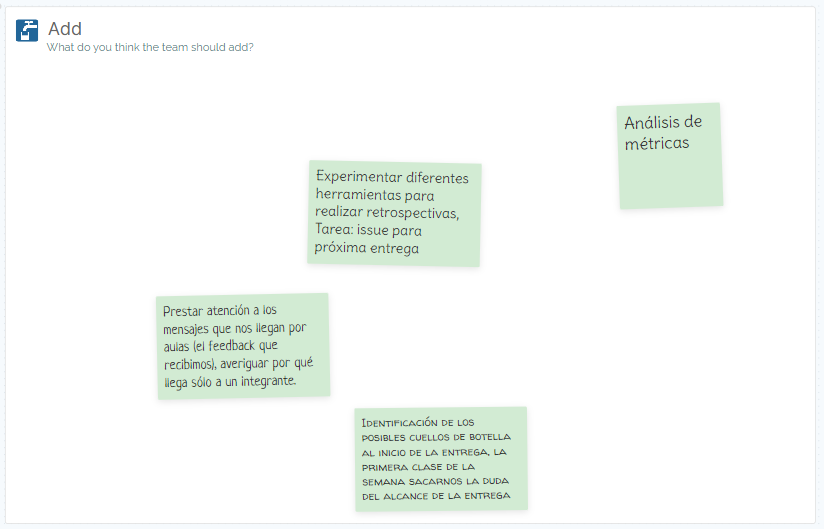 Add
What do you think the team should add?
Análisis de
métricas
Experimentar diferentes
herramientas para
realizar retrospectivas,
Tarea: issue para
próxima entrega
Prestar atención a los
mensajes que nos llegan por
aulas (el feedback que
recibimos), averiguar por qué
llega sólo a un integrante.
Identificación de los
posibles cuellos de botella
al inicio de la entrega, la
primera clase de la
semana sacarnos la duda
del alcance de la entrega